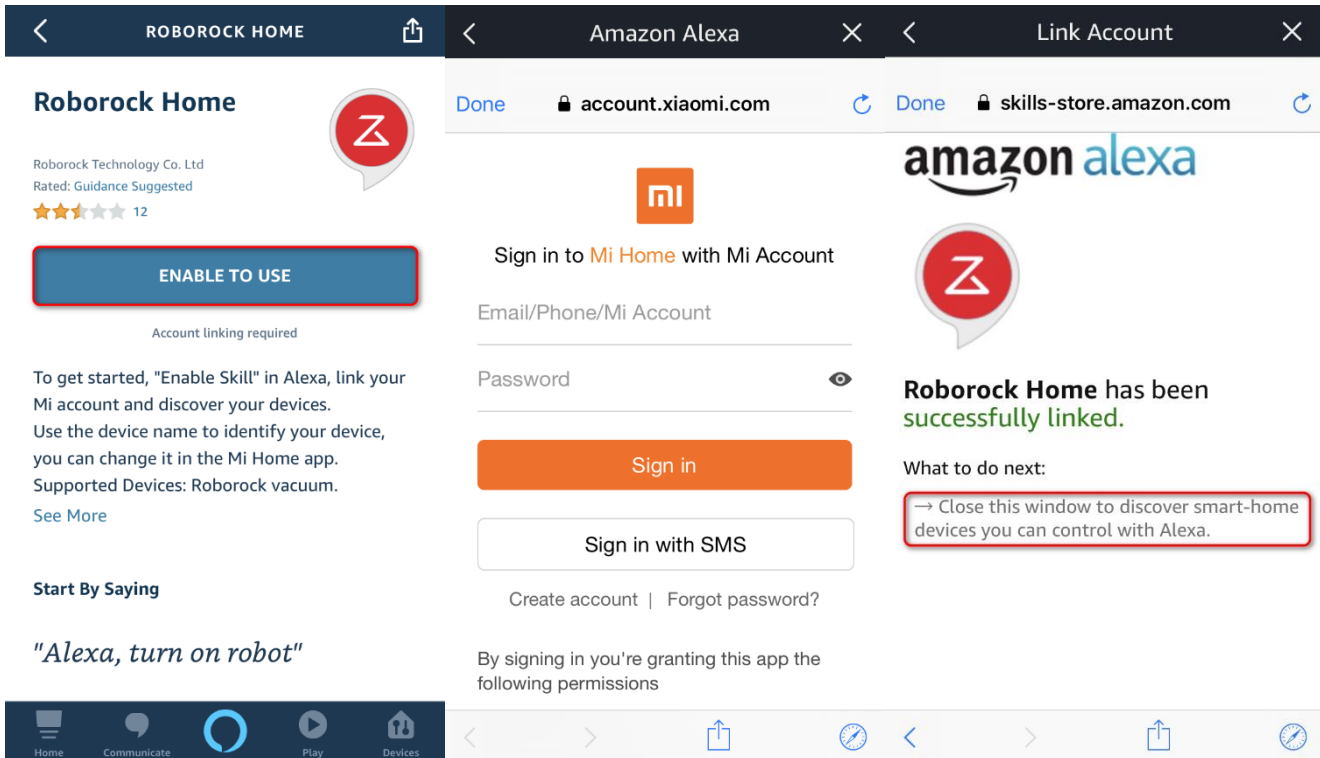 ROBOROCK HOME
Roborock Home
Roborock Technology Co. Ltd
Rated: Guidance Suggested
12
ENABLE TO USE
Account linking required
To get started, "Enable Skill" in Alexa, link your
Mi account and discover your devices.
Use the device name to identify your device,
you can change it in the Mi Home app.
Supported Devices: Roborock vacuum.
See More
Start By Saying
"Alexa, turn on robot"
Home Communicate Play Devices
Amazon Alexa
Done account.xiaomi.com
mi
Sign in to Mi Home with Mi Account
Email/Phone/Mi Account
Password
Sign in
Sign in with SMS
Create account | Forgot password?
By signing in you're granting this app the
following permissions
Link Account
Done skills-store.amazon.com
amazon alexa
Roborock Home has been
successfully linked.
What to do next:
→ Close this window to discover smart-home
devices you can control with Alexa.